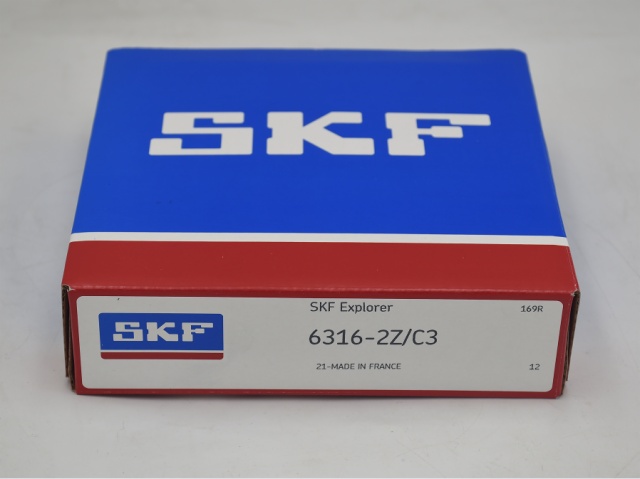 SKF
SKF Explorer 169R
SKF 6316-2Z/C3
21-MADE IN FRANCE 12